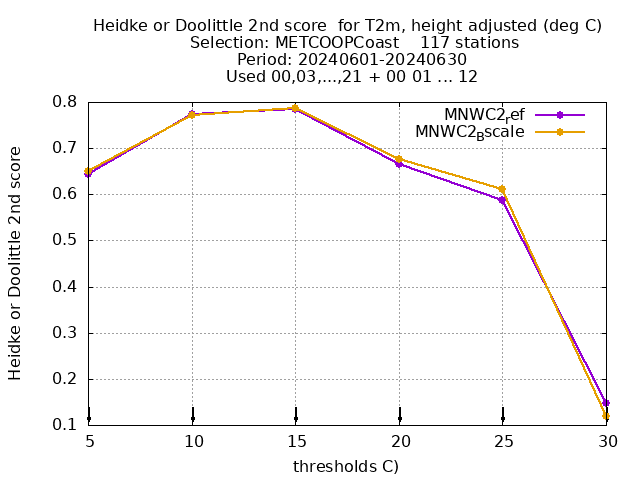 Heidke or Doolittle 2nd score  for T2m, height adjusted (deg C)
Selection: METCOOPCoast    117 stations
Period: 20240601-20240630
Used 00,03,...,21 + 00 01 ... 12
MNWC2ref
MNWC2Bscale
Heidke or Doolittle 2nd score
0.8
0.7
0.6
0.5
0.4
0.3
0.2
0.1
5 10 15 20 25 30
thresholds C)